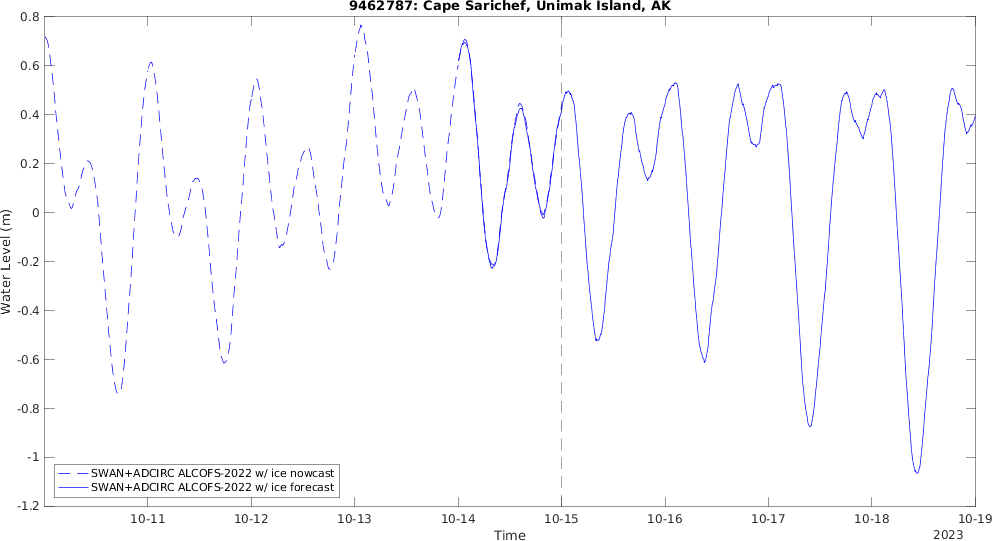 9462787: Cape Sarichef, Unimak Island, AK
0.8
0.6
0.4
0.2
0
-0.2
-0.4
-0.6
-0.8
-1
-1.2
Water Level (m)
SWAN+ADCIRC ALCOFS-2022 w/ ice nowcast
SWAN+ADCIRC ALCOFS-2022 w/ ice forecast
10-11 10-12 10-13 10-14 10-15 10-16 10-17 10-18 10-19
Time
2023